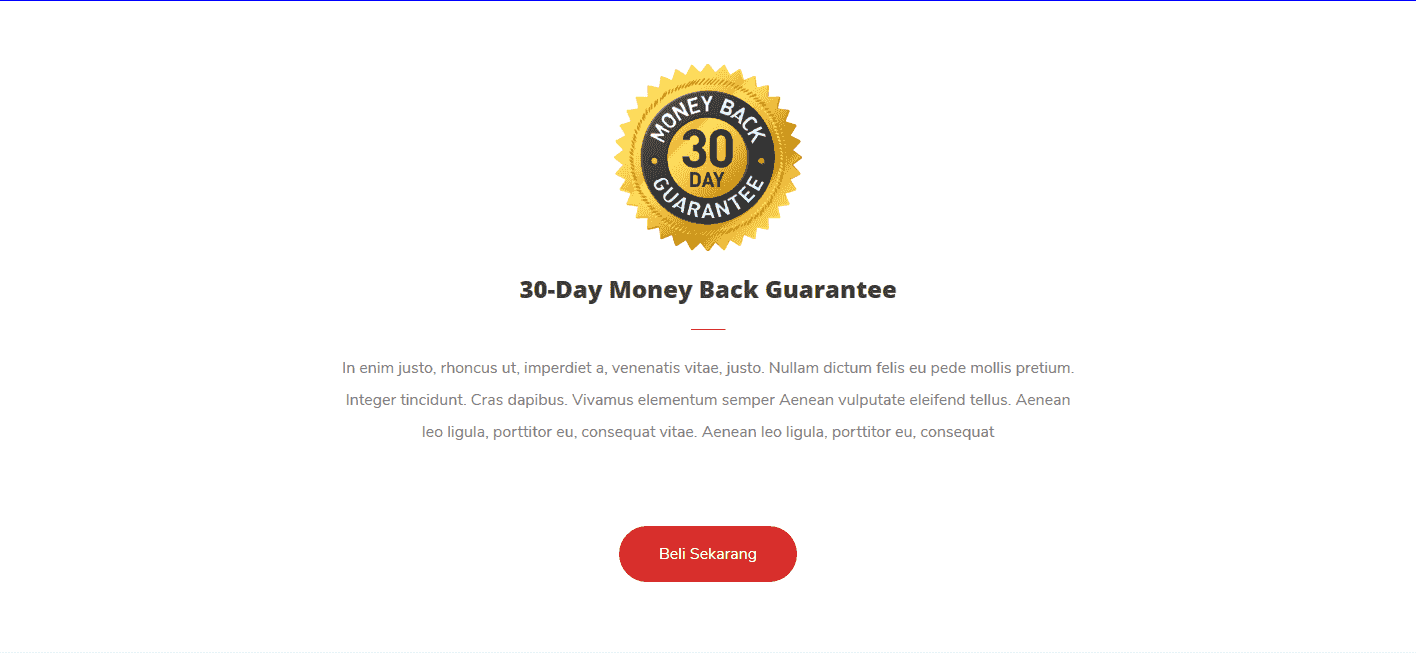 MONEY BACK
30
DAY
GUARANTEE
30-Day Money Back Guarantee
In enim justo, rhoncus ut, imperdiet a, venenatis vitae, justo. Nullam dictum felis eu pede mollis pretium.
Integer tincidunt. Cras dapibus. Vivamus elementum semper Aenean vulputate eleifend tellus. Aenean
leo ligula, porttitor eu, consequat vitae. Aenean leo ligula, porttitor eu, consequat
Beli Sekarang